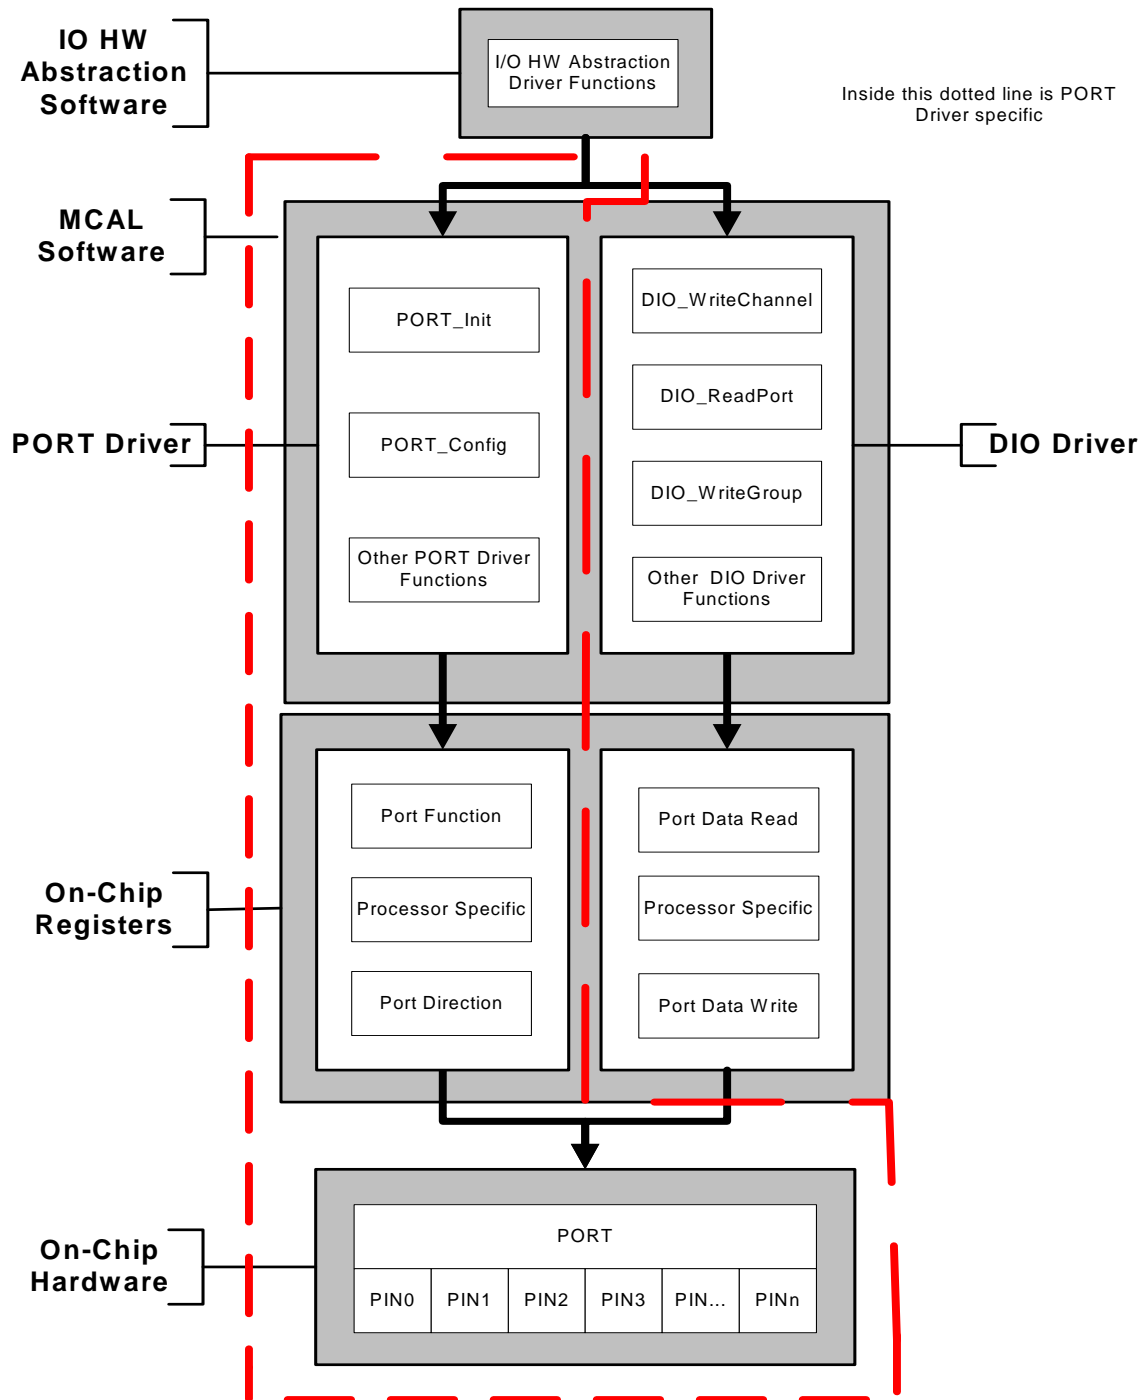 IO HW
Abstraction
Software
I/O HW Abstraction
Driver Functions
Inside this dotted line is PORT
Driver specific
MCAL
Software
PORT_Init
DIO_WriteChannel
DIO_ReadPort
PORT Driver
PORT_Config
DIO Driver
DIO_WriteGroup
Other PORT Driver
Functions
Other DIO Driver
Functions
Port Function
Port Data Read
On-Chip
Registers
Processor Specific
Processor Specific
Port Direction
Port Data Write
On-Chip
Hardware
PORT
PIN0 PIN1 PIN2 PIN3 PIN... PINn